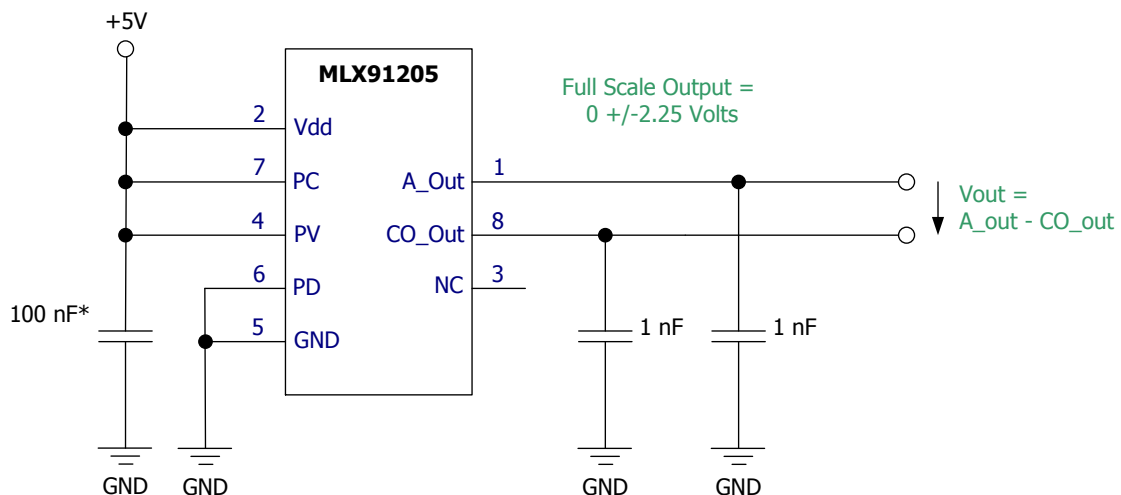 +5V
MLX91205
Full Scale Output =
0 +/-2.25 Volts
2
Vdd
7
PC
A_Out
1
4
PV
CO_Out
8
6
PD
NC
3
5
GND
Vout =
A_out - CO_out
100 nF*
1 nF
1 nF
GND
GND
GND
GND